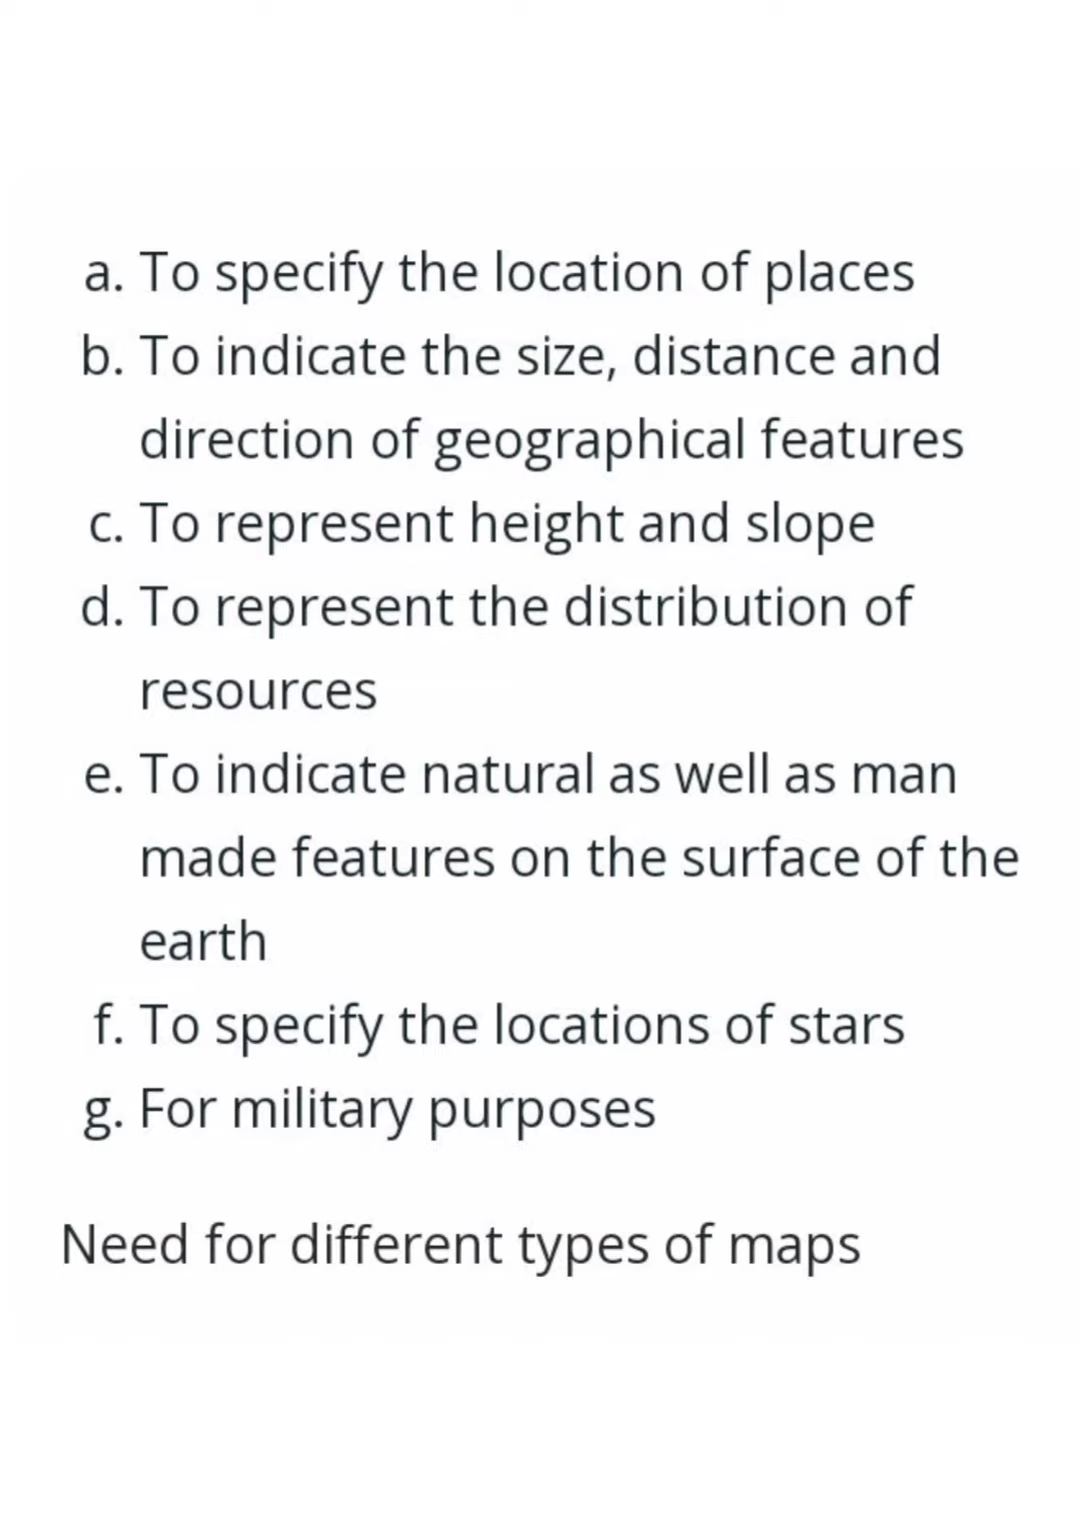 a. To specify the location of places
b. To indicate the size, distance and
direction of geographical features
c. To represent height and slope
d. To represent the distribution of
resources
e. To indicate natural as well as man
made features on the surface of the
earth
f. To specify the locations of stars
g. For military purposes
Need for different types of maps